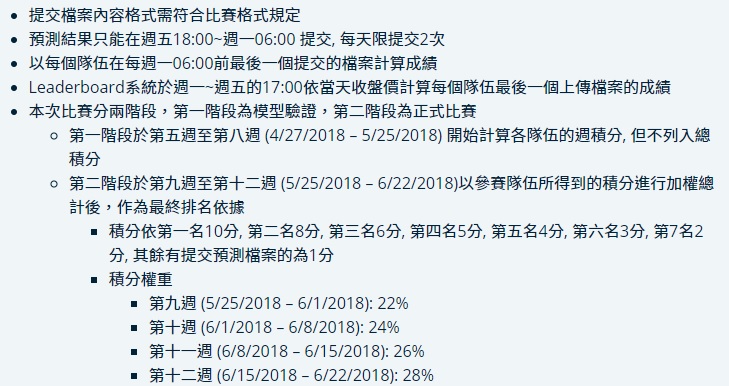 提交檔案內容格式需符合比賽格式規定
預測結果只能在週五18:00~週一06:00 提交, 每天限提交2次
以每個隊伍在每週一06:00前最後一個提交的檔案計算成績
Leaderboard系統於週一~週五的17:00依當天收盤價計算每個隊伍最後一個上傳檔案的成績
本次比賽分兩階段，第一階段為模型驗證，第二階段為正式比賽
第一階段於第五週至第八週 (4/27/2018 – 5/25/2018) 開始計算各隊伍的週積分, 但不列入總
積分
第二階段於第九週至第十二週 (5/25/2018 – 6/22/2018)以參賽隊伍所得到的積分進行加權總
計後，作為最終排名依據
積分依第一名10分, 第二名8分, 第三名6分, 第四名5分, 第五名4分, 第六名3分, 第7名2
分, 其餘有提交預測檔案的為1分
積分權重
第九週 (5/25/2018 – 6/1/2018): 22%
第十週 (6/1/2018 – 6/8/2018): 24%
第十一週 (6/8/2018 – 6/15/2018): 26%
第十二週 (6/15/2018 – 6/22/2018): 28%